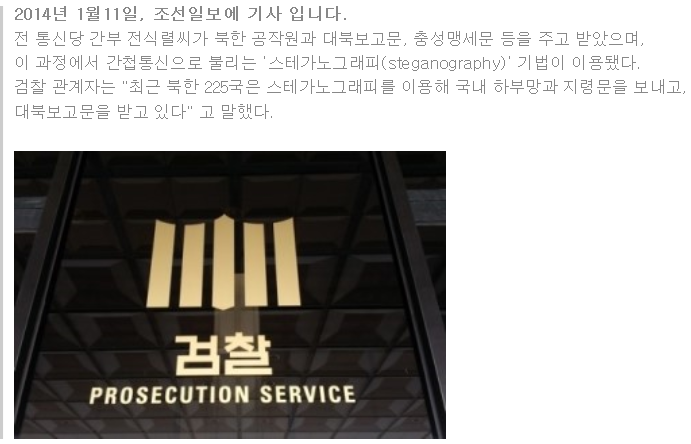 2014년 1월11일, 조선일보에 기사 입니다.
전 통신당 간부 전식렬씨가 북한 공작원과 대북보고문, 충성맹세문 등을 주고 받았으며,
이 과정에서 간첩통신으로 불리는 '스테가노그래피(steganography)' 기법이 이용됐다.
검찰 관계자는 "최근 북한 225국은 스테가노그래피를 이용해 국내 하부망과 지령문을 보내고,
대북보고문을 받고 있다" 고 말했다.
검찰
PROSECUTION SERVICE